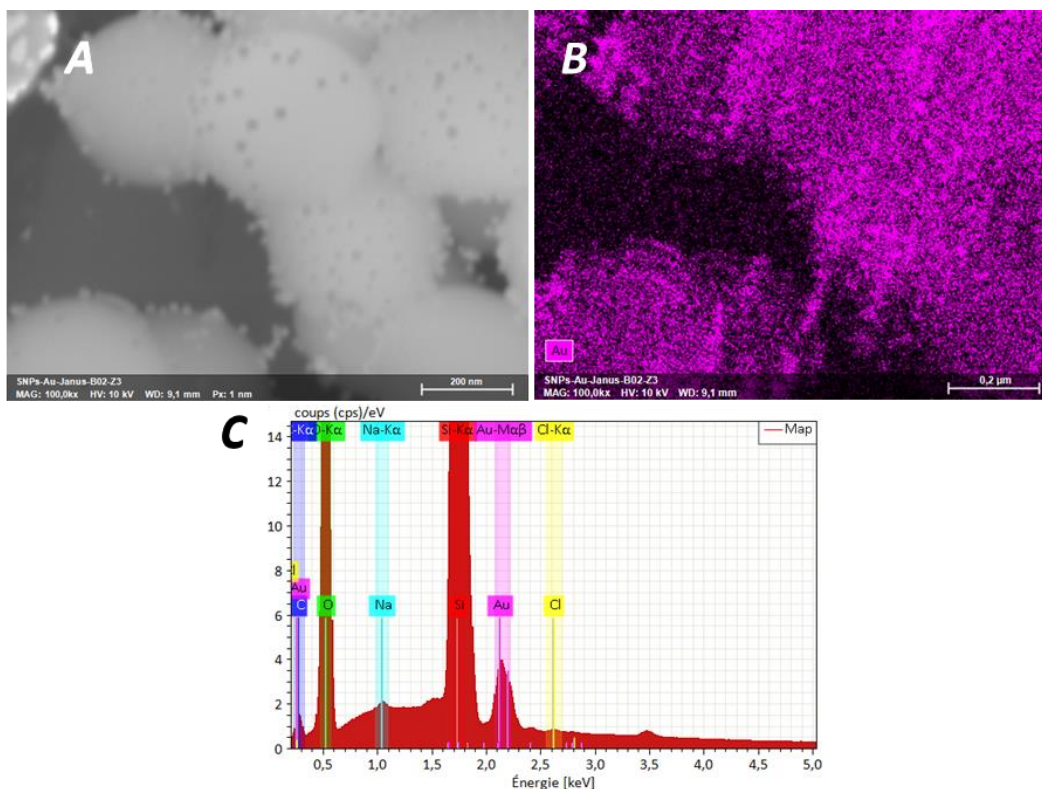 A
SNPs-Au-Janus-B02-Z3
MAG: 100,0kx HV: 10 kV WD: 9,1 mm Px: 1 nm
200 nm
B
Au
SNPs-Au-Janus-B02-Z3
MAG: 100,0kx HV: 10 kV WD: 9,1 mm
0,2 µm
C
coups (cps)/eV
-Kα O-Kα Na-Kα Si-Kα Au-Mαβ Cl-Kα
Map
14
12
10
8
6
4
2
0
Au
C O Na Si Au Cl
0,5 1,0 1,5 2,0 2,5 3,0 3,5 4,0 4,5 5,0
Énergie [keV]